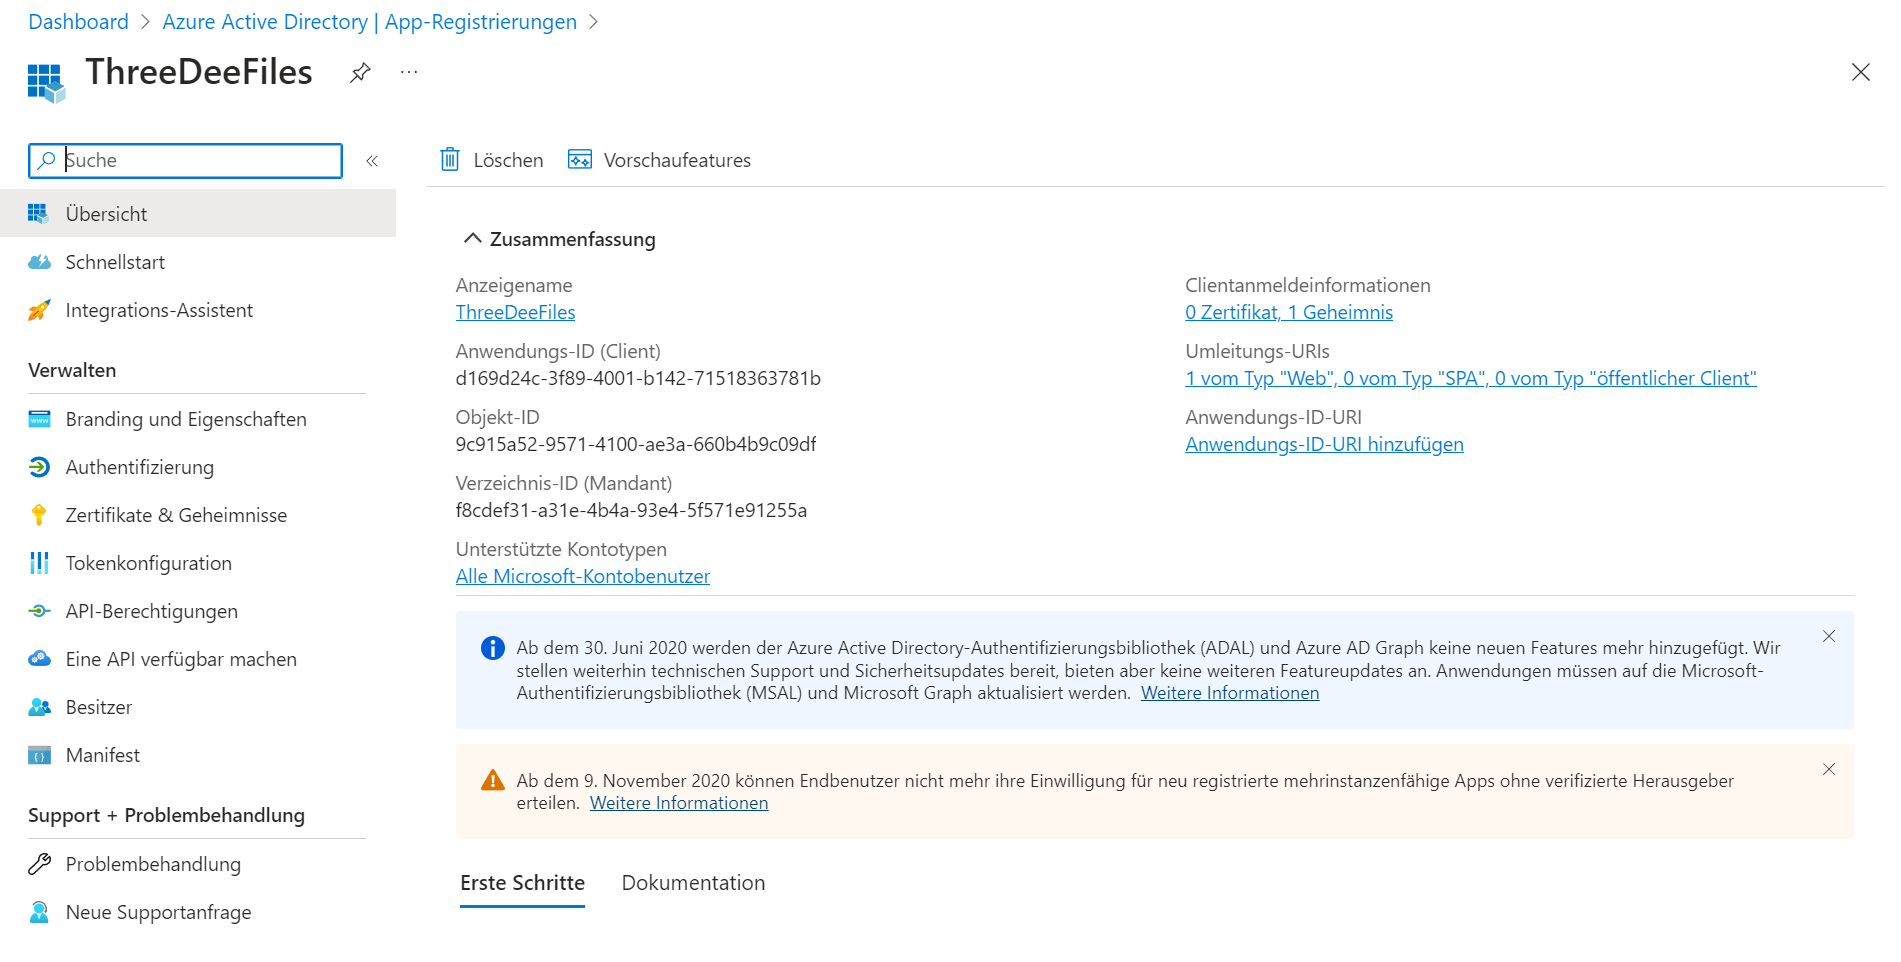 Dashboard > Azure Active Directory | App-Registrierungen >
ThreeDeeFiles
Suche
Übersicht
Schnellstart
Integrations-Assistent
Verwalten
Branding und Eigenschaften
Authentifizierung
Zertifikate & Geheimnisse
Tokenkonfiguration
API-Berechtigungen
Eine API verfügbar machen
Besitzer
Manifest
Support + Problembehandlung
Problembehandlung
Neue Supportanfrage
Löschen Vorschaufeatures
Zusammenfassung
Anzeigename
ThreeDeeFiles
Anwendungs-ID (Client)
d169d24c-3f89-4001-b142-71518363781b
Objekt-ID
9c915a52-9571-4100-ae3a-660b4b9c09df
Verzeichnis-ID (Mandant)
f8cdef31-a31e-4b4a-93e4-5f571e91255a
Unterstützte Kontotypen
Alle Microsoft-Kontobenutzer
Clientanmeldeinformationen
0 Zertifikat, 1 Geheimnis
Umleitungs-URIs
1 vom Typ "Web", 0 vom Typ "SPA", 0 vom Typ "öffentlicher Client"
Anwendungs-ID-URI
Anwendungs-ID-URI hinzufügen
Ab dem 30. Juni 2020 werden der Azure Active Directory-Authentifizierungsbibliothek (ADAL) und Azure AD Graph keine neuen Features mehr hinzugefügt. Wir
stellen weiterhin technischen Support und Sicherheitsupdates bereit, bieten aber keine weiteren Featureupdates an. Anwendungen müssen auf die Microsoft-
Authentifizierungsbibliothek (MSAL) und Microsoft Graph aktualisiert werden. Weitere Informationen
Ab dem 9. November 2020 können Endbenutzer nicht mehr ihre Einwilligung für neu registrierte mehrinstanzenfähige Apps ohne verifizierte Herausgeber
erteilen. Weitere Informationen
Erste Schritte Dokumentation